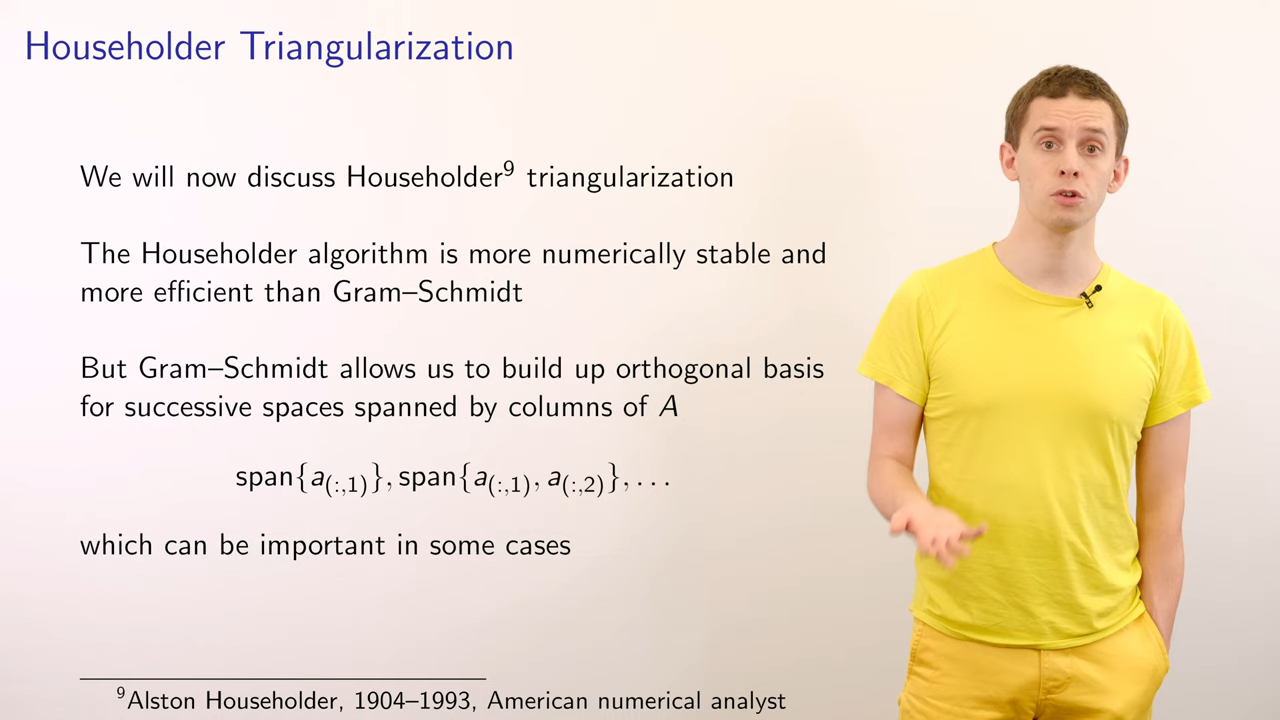 Householder Triangularization
We will now discuss Householder⁹ triangularization
The Householder algorithm is more numerically stable and
more efficient than Gram–Schmidt
But Gram–Schmidt allows us to build up orthogonal basis
for successive spaces spanned by columns of A
span{a₍:,₁₎}, span{a₍:,₁₎, a₍:,₂₎}, . . .
which can be important in some cases
⁹Alston Householder, 1904–1993, American numerical analyst